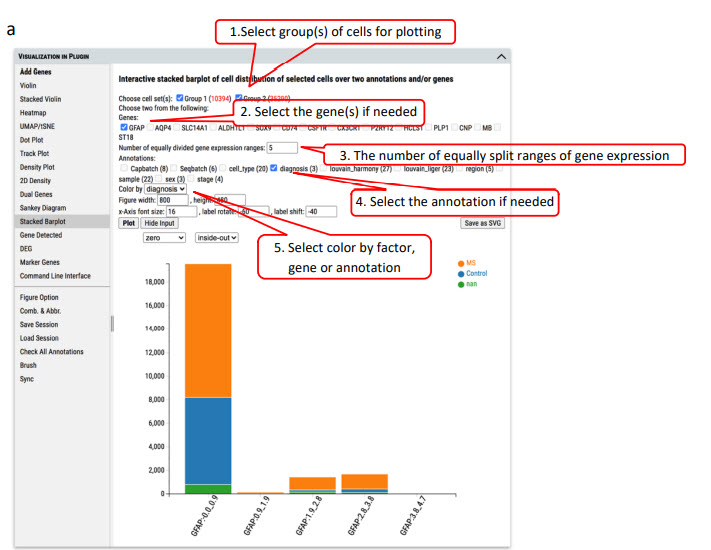 a
1.Select group(s) of cells for plotting
VISUALIZATION IN PLUGIN
Add Genes
Violin
Stacked Violin
Heatmap
UMAP/tSNE
Dot Plot
Track Plot
Density Plot
2D Density
Dual Genes
Sankey Diagram
Stacked Barplot
Gene Detected
DEG
Marker Genes
Command Line Interface
Figure Option
Comb. & Abbr.
Save Session
Load Session
Check All Annotations
Brush
Sync
Interactive stacked barplot of cell distribution of selected cells over two annotations and/or genes
Choose cell set(s): Group 1 (10394) Group 2
Choose two from the following:
2. Select the gene(s) if needed
Genes:
GFAP AQP4 SLC14A1 ALDH1L1 SOX9 CD74 CSF1R CX3CR1 P2RY12 HCLS1 PLP1 CNP MB
ST18
Number of equally divided gene expression ranges: 5
3. The number of equally split ranges of gene expression
Annotations:
Capbatch (8) Seqbatch (6) cell_type (20) diagnosis (3) louvain_harmony (27) louvain_liger (23) region (5)
sample (22) sex (3) stage (4)
4. Select the annotation if needed
Color by diagnosis
Figure width: 800 , height:
x-Axis font size: 16 , label rotate: , label shift: -40
Plot Hide Input Save as SVG
5. Select color by factor,
gene or annotation
zero inside-out
MS
Control
nan
18,000
16,000
14,000
12,000
10,000
8,000
6,000
4,000
2,000
0
GFAP:-0.0_0.9
GFAP:0.9_1.9
GFAP:1.9_2.8
GFAP:2.8_3.8
GFAP:3.8_4.7